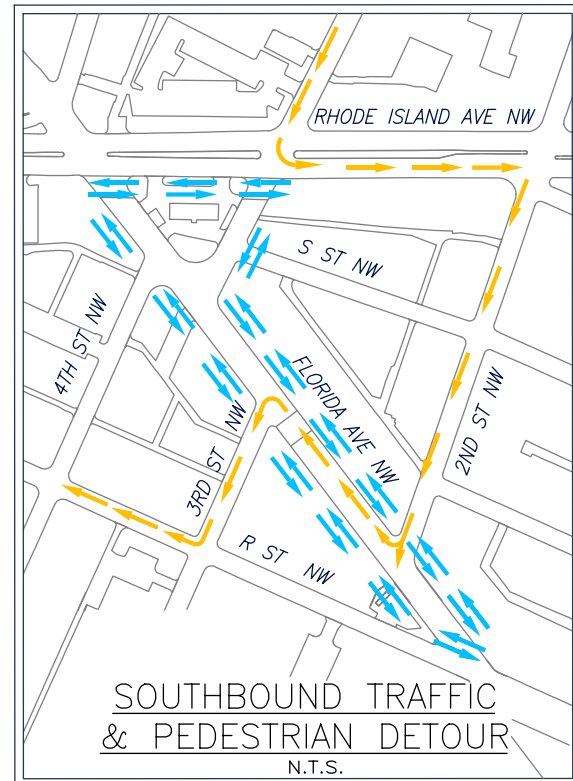 RHODE ISLAND AVE NW
S ST NW
4TH ST NW
FLORIDA AVE NW
2ND ST NW
3RD ST NW
R ST NW
SOUTHBOUND TRAFFIC
& PEDESTRIAN DETOUR
N.T.S.